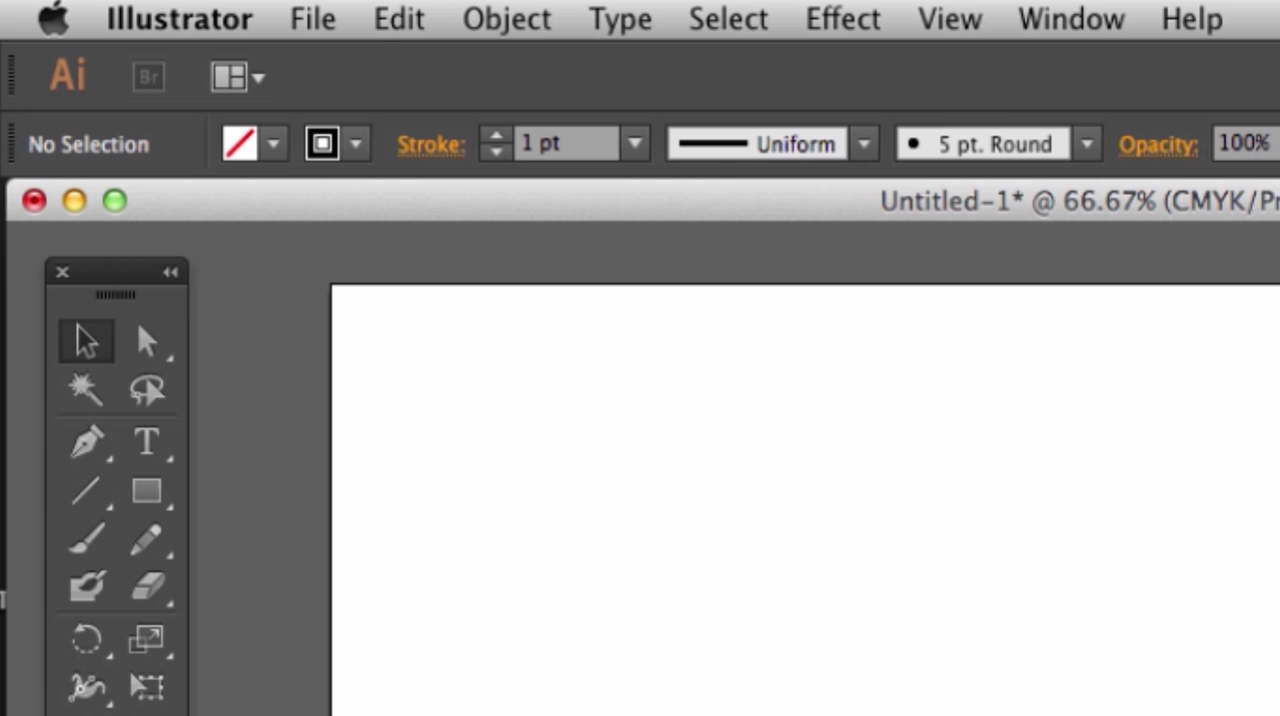 Illustrator File Edit Object Type Select Effect View Window Help
Ai Br
No Selection Stroke: 1 pt Uniform 5 pt. Round Opacity: 100%
Untitled-1* @ 66.67% (CMYK/Pr
T